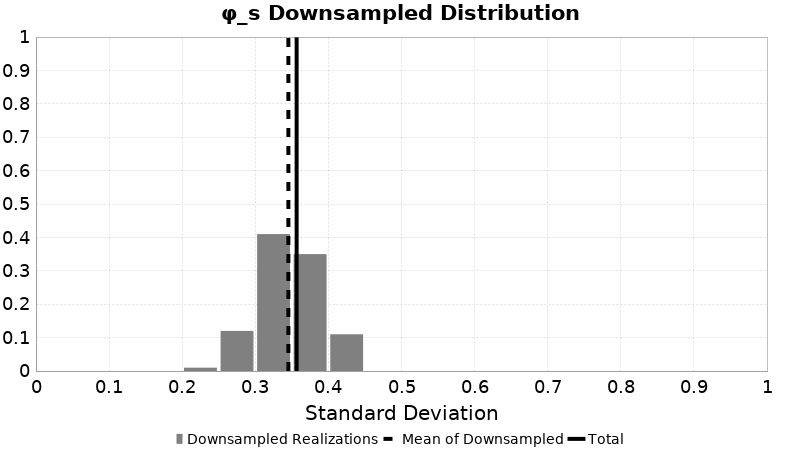 φ_s Downsampled Distribution
1
0.9
0.8
0.7
0.6
0.5
0.4
0.3
0.2
0.1
0
0 0.1 0.2 0.3 0.4 0.5 0.6 0.7 0.8 0.9 1
Standard Deviation
Downsampled Realizations Mean of Downsampled Total